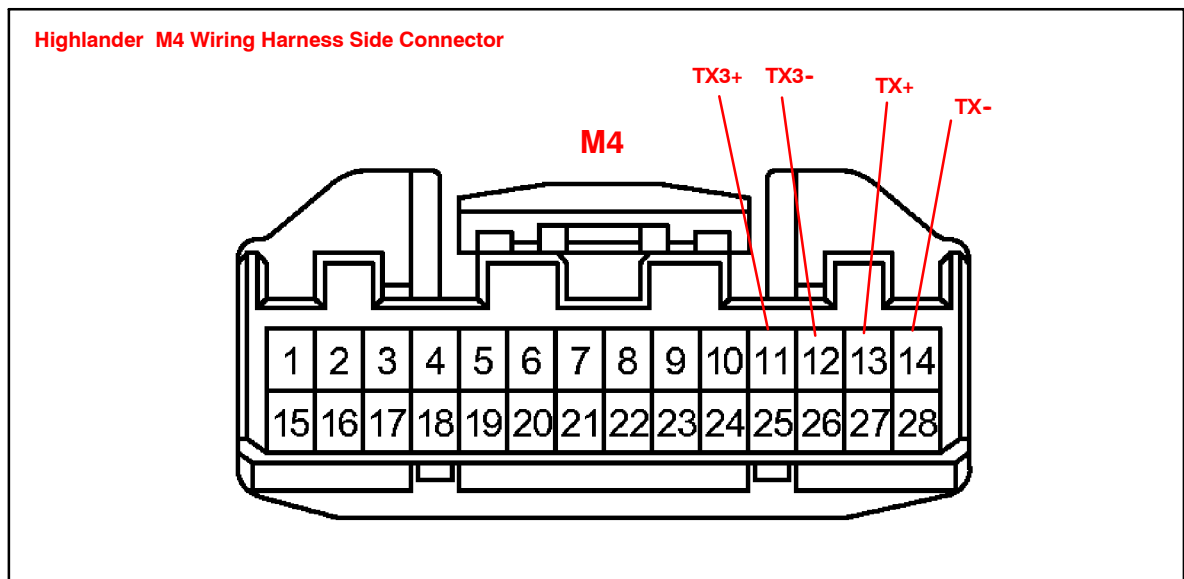 Highlander M4 Wiring Harness Side Connector
TX3+ TX3- TX+ TX-
M4
1 2 3 4 5 6 7 8 9 10 11 12 13 14
15 16 17 18 19 20 21 22 23 24 25 26 27 28